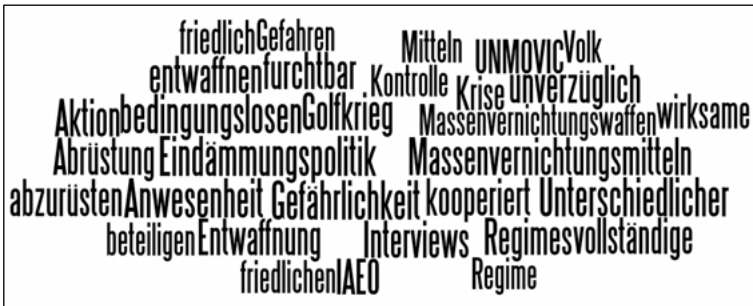 friedlich Gefahren Mitteln UNMOVIC Volk
entwaffnen furchtbar Kontrolle Krise unverzüglich
Aktion bedingungslosen Golfkrieg Massenvernichtungswaffen wirksame
Abrüstung Eindämmungspolitik Massenvernichtungsmitteln
abzurüsten Anwesenheit Gefährlichkeit kooperiert Unterschiedlicher
beteiligen Entwaffnung Interviews Regimes vollständige
friedlichen IAEO Regime